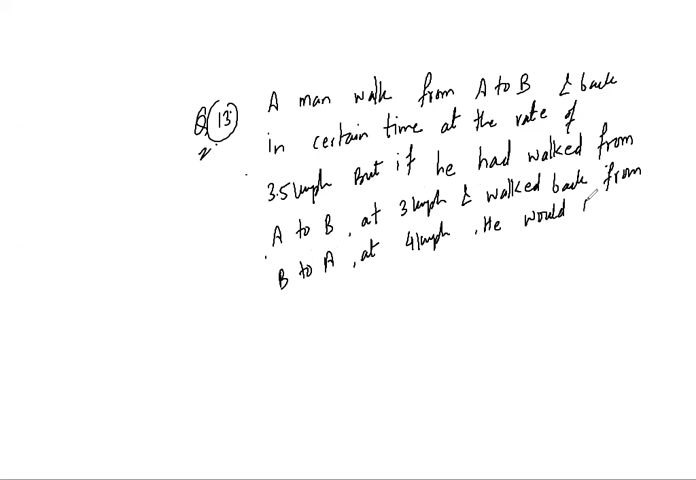 Q 13 A man walk from A to B & back
in certain time at the rate of
3.5 kmph But if he had walked from
A to B, at 3 kmph & walked back from
B to A, at 4 kmph, He would